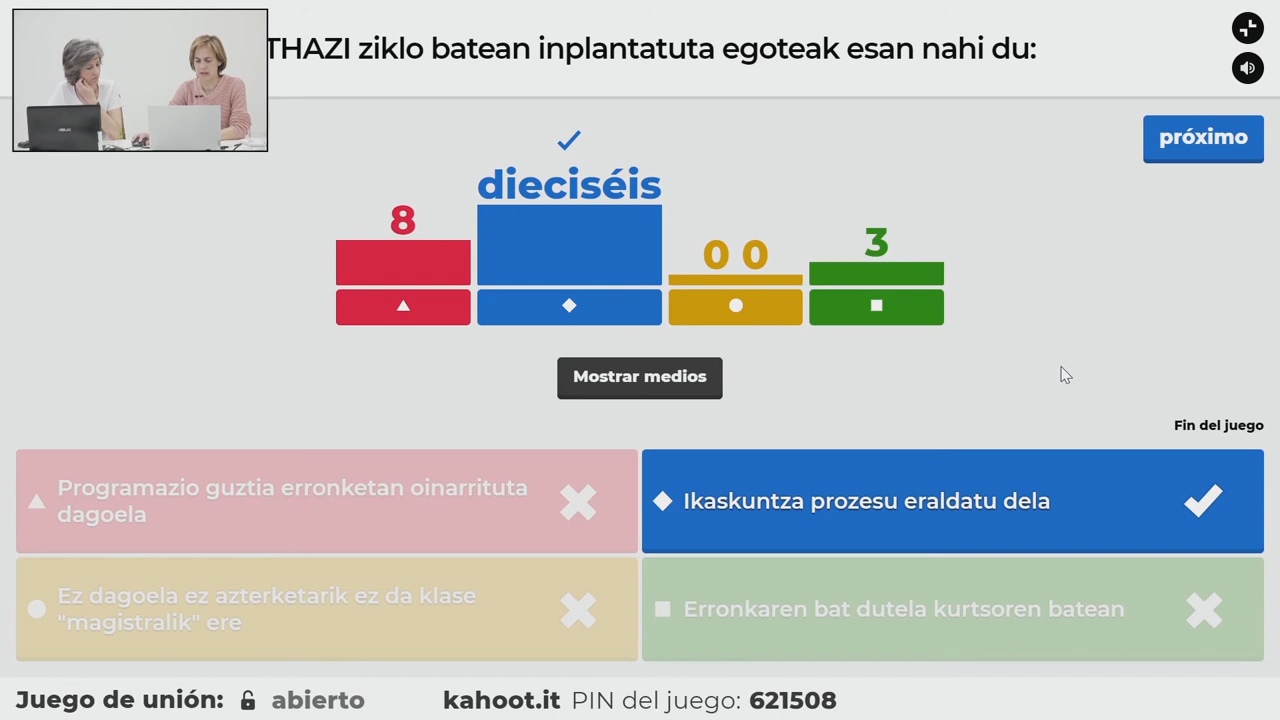 THAZI ziklo batean inplantatuta egoteak esan nahi du:
próximo
8
dieciséis
0 0
3
Mostrar medios
Fin del juego
Programazio guztia erronketan oinarrituta
dagoela
Ikaskuntza prozesu eraldatu dela
Ez dagoela ez azterketarik ez da klase
"magistralik" ere
Erronkaren bat dutela kurtsoren batean
Juego de unión: abierto kahoot.it PIN del juego: 621508
ASUS